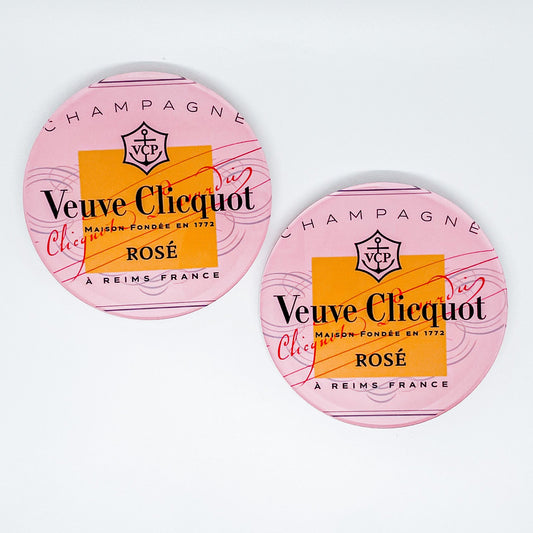 CHAMPAGNE
VCP
Veuve Clicquot
MAISON FONDÉE EN 1772
ROSÉ
À REIMS FRANCE
CHAMPAGNE
VCP
Veuve Clicquot
MAISON FONDÉE EN 1772
ROSÉ
À REIMS FRANCE